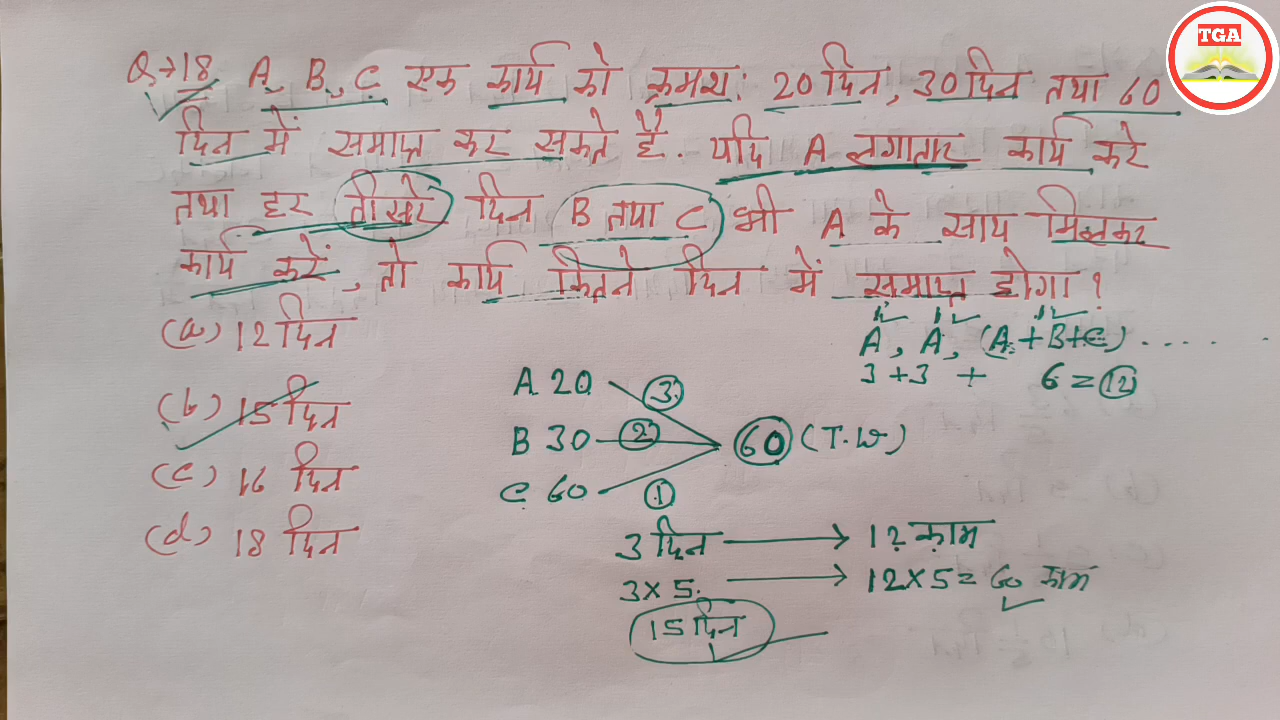 TGA
Q→18 A, B, C एक कार्य को क्रमश: 20 दिन, 30 दिन तथा 60
दिन में समाप्त कर सकते हैं. यदि A लगातार कार्य करे
तथा हर तीसरे दिन B तथा C भी A के साथ मिलकर
कार्य करें, तो कार्य कितने दिन में समाप्त होगा?
(a) 12 दिन
(b) 15 दिन
(c) 16 दिन
(d) 18 दिन
A, A, (A+B+C) .....
3+3 + 6 = 12
A 20 3
B 30 2 60 (T.W)
C 60 1
3 दिन → 12 काम
3×5 → 12×5= 60 काम
15 दिन